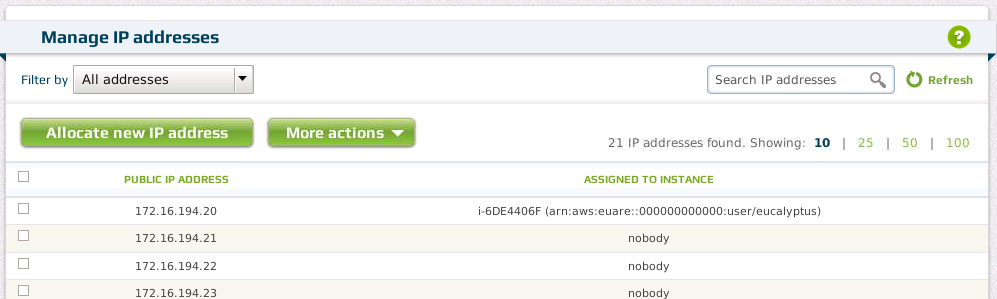 Manage IP addresses ?
Filter by All addresses Search IP addresses Refresh
Allocate new IP address More actions 21 IP addresses found. Showing: 10 | 25 | 50 | 100
PUBLIC IP ADDRESS ASSIGNED TO INSTANCE
172.16.194.20 i-6DE4406F (arn:aws:euare::000000000000:user/eucalyptus)
172.16.194.21 nobody
172.16.194.22 nobody
172.16.194.23 nobody